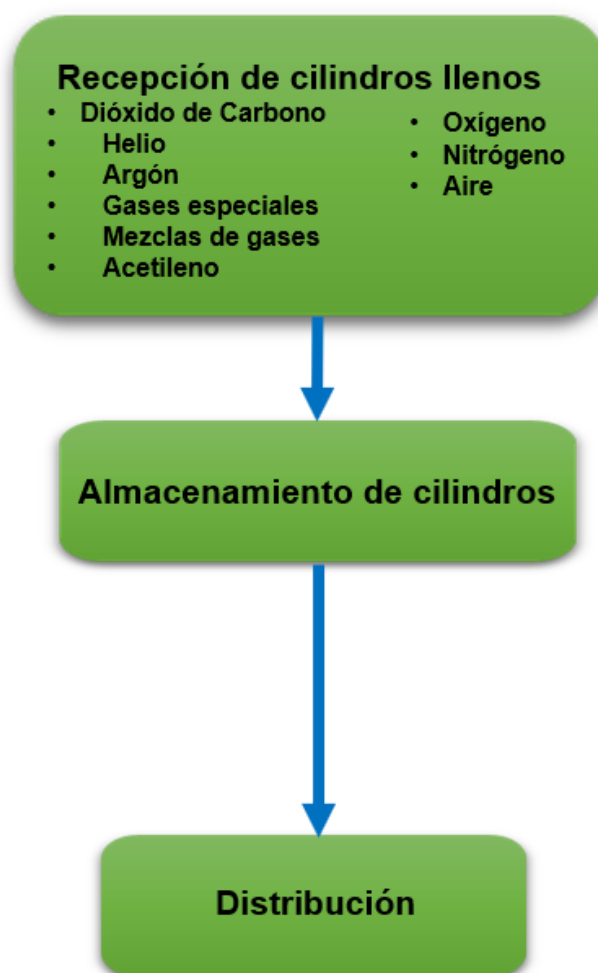 Recepción de cilindros llenos
• Dióxido de Carbono
• Helio
• Argón
• Gases especiales
• Mezclas de gases
• Acetileno
• Oxígeno
• Nitrógeno
• Aire
Almacenamiento de cilindros
Distribución